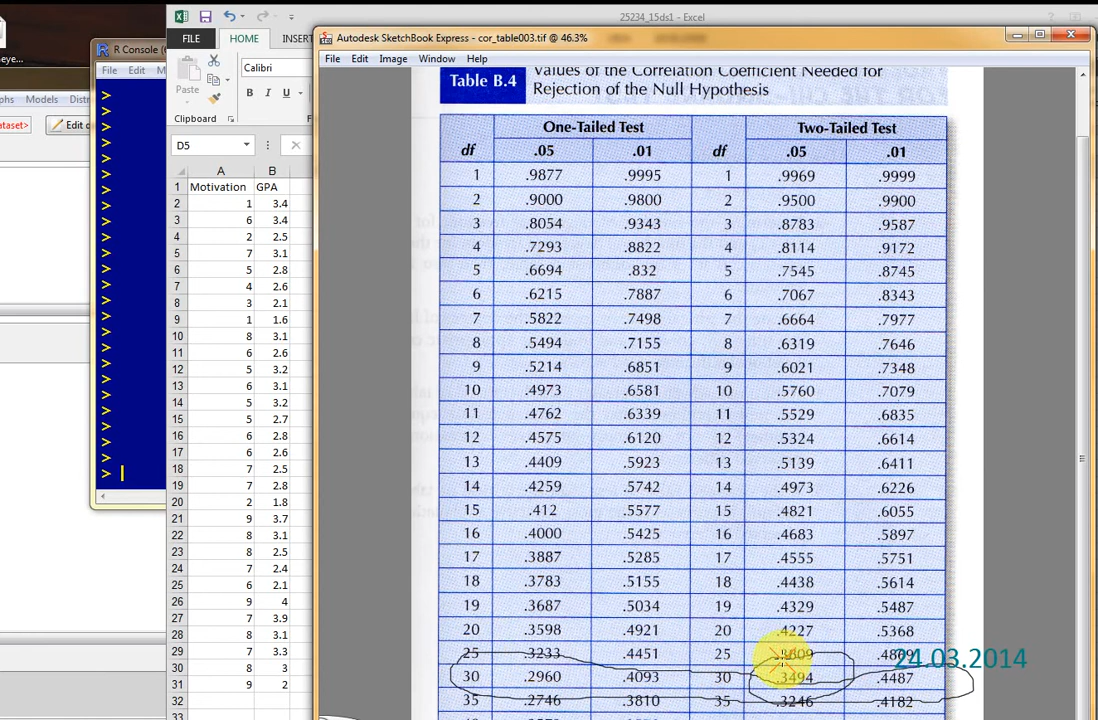 25234_15ds1 - Excel
FILE HOME INSERT
Calibri
Paste
B I U
Clipboard
D5
A B
1 Motivation GPA
2 1 3.4
3 6 3.4
4 2 2.5
5 7 3.1
6 5 2.8
7 4 2.6
8 3 2.1
9 1 1.6
10 8 3.1
11 6 2.6
12 5 3.2
13 6 3.1
14 5 3.2
15 5 2.7
16 6 2.8
17 6 2.6
18 7 2.5
19 7 2.8
20 2 1.8
21 9 3.7
22 8 3.1
23 8 2.5
24 7 2.4
25 6 2.1
26 9 4
27 7 3.9
28 8 3.1
29 7 3.3
30 8 3
31 9 2
32
33
R Console
File Edit
Models
Edit
Autodesk SketchBook Express - cor_table003.tif @ 46.3%
File Edit Image Window Help
Table B.4 Values of the Correlation Coefficient Needed for
Rejection of the Null Hypothesis
One-Tailed Test Two-Tailed Test
df .05 .01 df .05 .01
1 .9877 .9995 1 .9969 .9999
2 .9000 .9800 2 .9500 .9900
3 .8054 .9343 3 .8783 .9587
4 .7293 .8822 4 .8114 .9172
5 .6694 .832 5 .7545 .8745
6 .6215 .7887 6 .7067 .8343
7 .5822 .7498 7 .6664 .7977
8 .5494 .7155 8 .6319 .7646
9 .5214 .6851 9 .6021 .7348
10 .4973 .6581 10 .5760 .7079
11 .4762 .6339 11 .5529 .6835
12 .4575 .6120 12 .5324 .6614
13 .4409 .5923 13 .5139 .6411
14 .4259 .5742 14 .4973 .6226
15 .412 .5577 15 .4821 .6055
16 .4000 .5425 16 .4683 .5897
17 .3887 .5285 17 .4555 .5751
18 .3783 .5155 18 .4438 .5614
19 .3687 .5034 19 .4329 .5487
20 .3598 .4921 20 .4227 .5368
25 .3233 .4451 25 .3809 .4869
30 .2960 .4093 30 .3494 .4487
35 .2746 .3810 35 .3246 .4182
24.03.2014